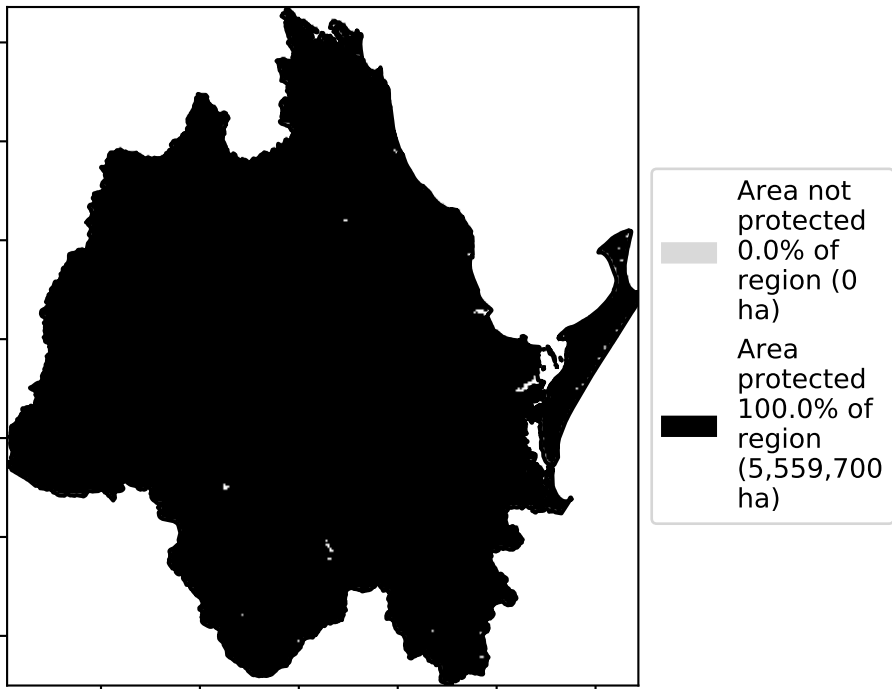 Area not
protected
0.0% of
region (0
ha)
Area
protected
100.0% of
region
(5,559,700
ha)